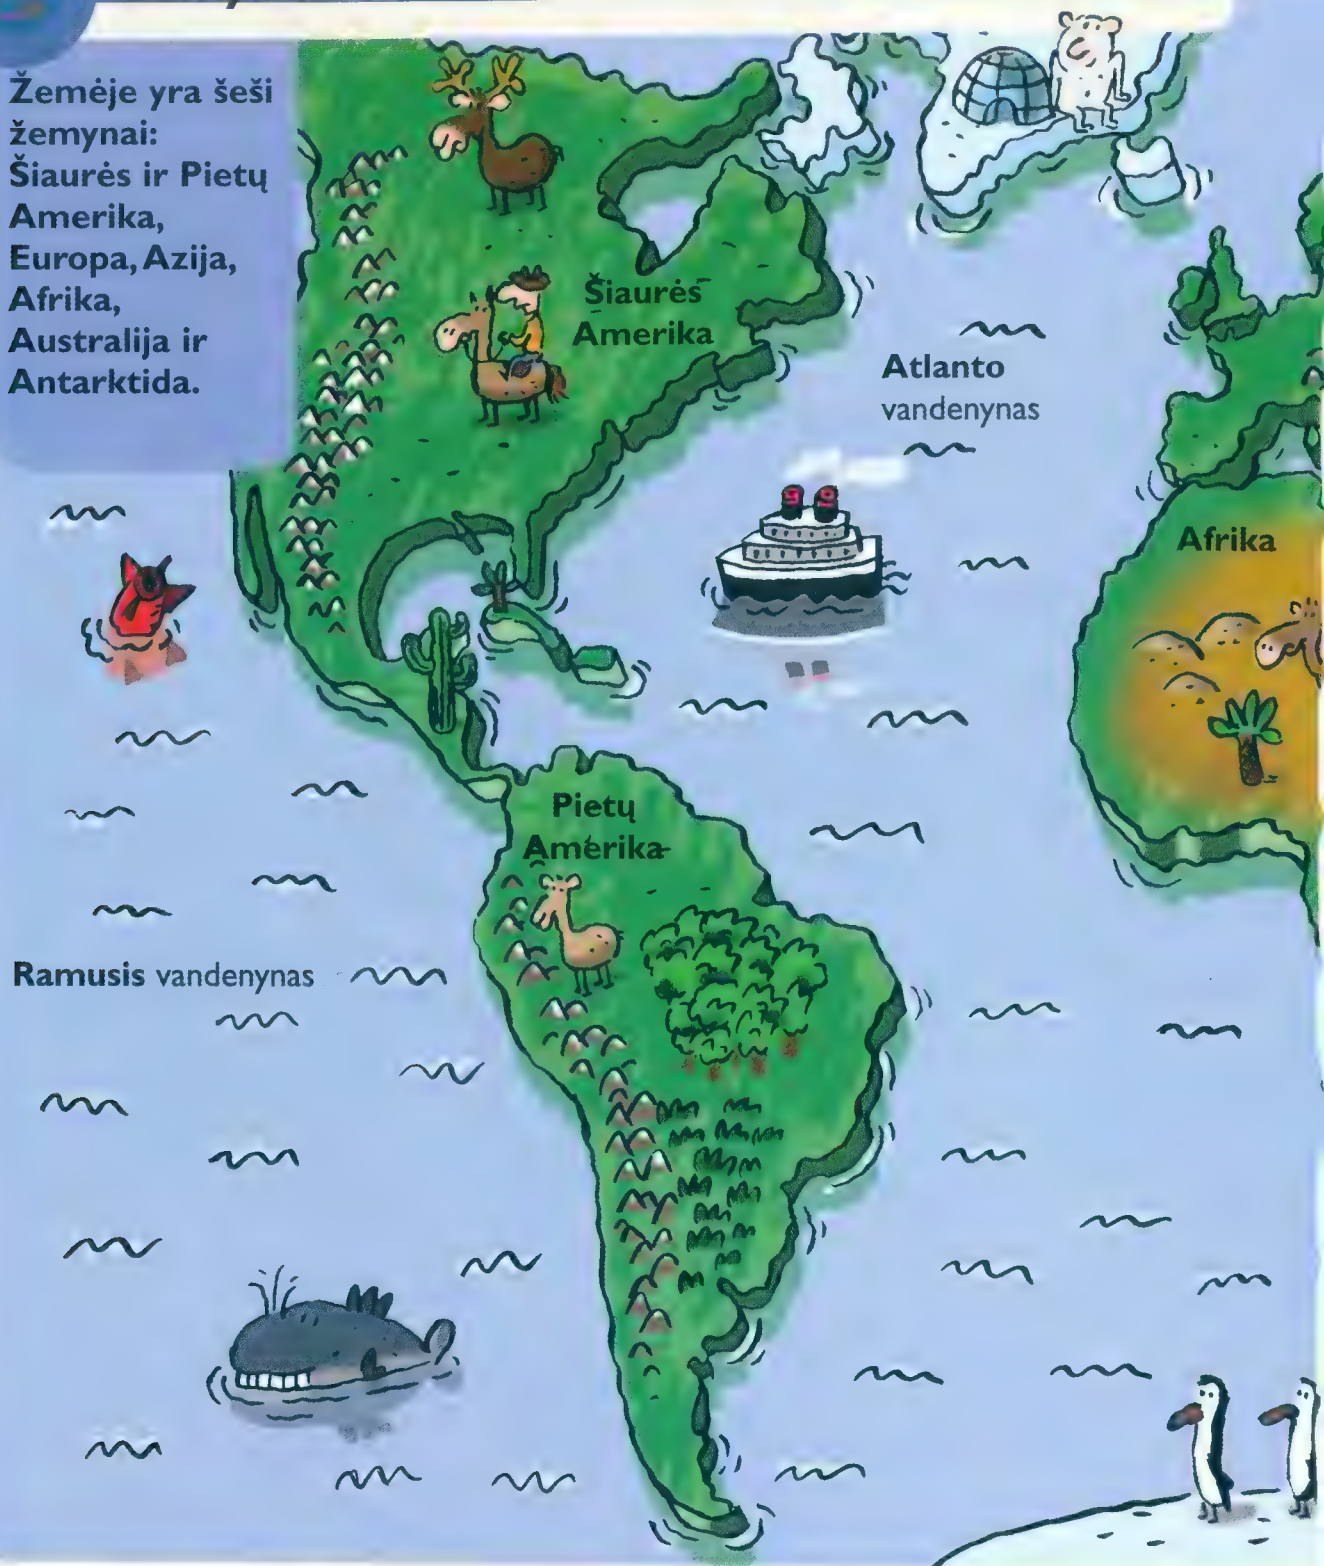 Žemėje yra šeši
žemynai:
Šiaurės ir Pietų
Amerika,
Europa, Azija,
Afrika,
Australija ir
Antarktida.
Šiaurės
Amerika
Atlanto
vandenynas
Afrika
Pietų
Amerika
Ramusis vandenynas